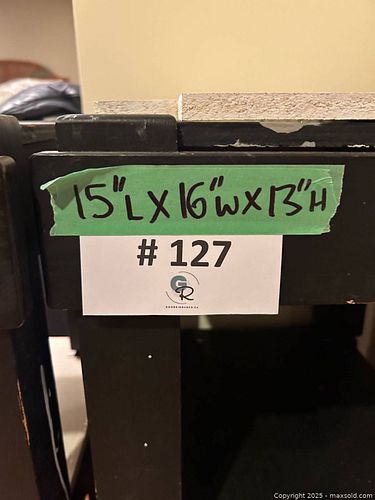 15"L X 16"W X 13"H
# 127
GR
Copyright 2025 - maxsold.com